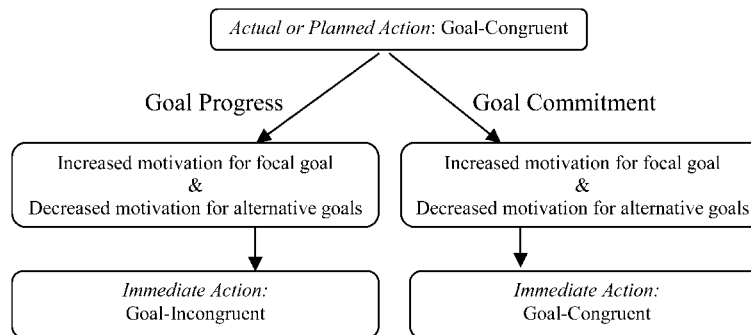 Actual or Planned Action: Goal-Congruent
Goal Progress
Goal Commitment
Increased motivation for focal goal
&
Decreased motivation for alternative goals
Increased motivation for focal goal
&
Decreased motivation for alternative goals
Immediate Action:
Goal-Incongruent
Immediate Action:
Goal-Congruent